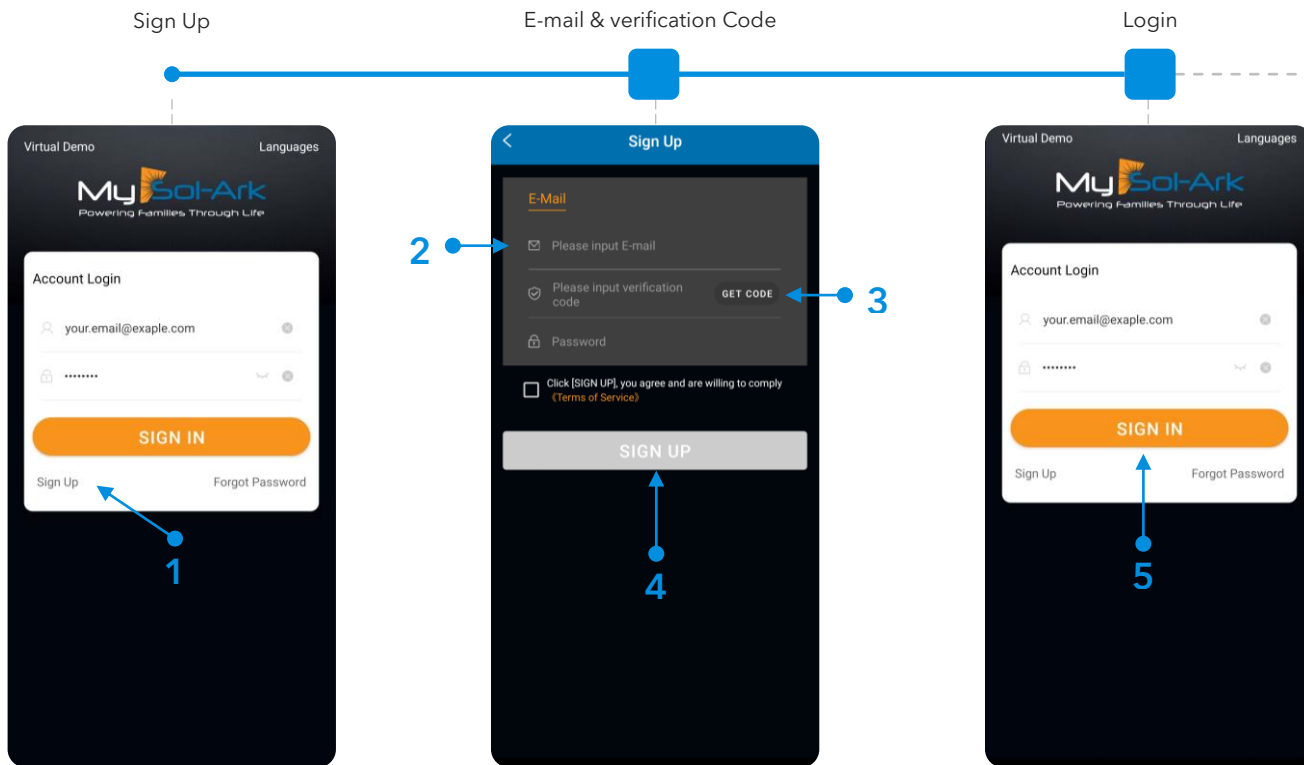 Sign Up
E-mail & verification Code
Login
Virtual Demo
Languages
My Sol-Ark
Powering Families Through Life
Account Login
your.email@exaple.com
••••••••
SIGN IN
Sign Up
Forgot Password
1
Sign Up
E-Mail
2
Please input E-mail
Please input verification
code
GET CODE
3
Password
Click [SIGN UP], you agree and are willing to comply
《Terms of Service》
SIGN UP
4
Virtual Demo
Languages
My Sol-Ark
Powering Families Through Life
Account Login
your.email@exaple.com
••••••••
SIGN IN
Sign Up
Forgot Password
5